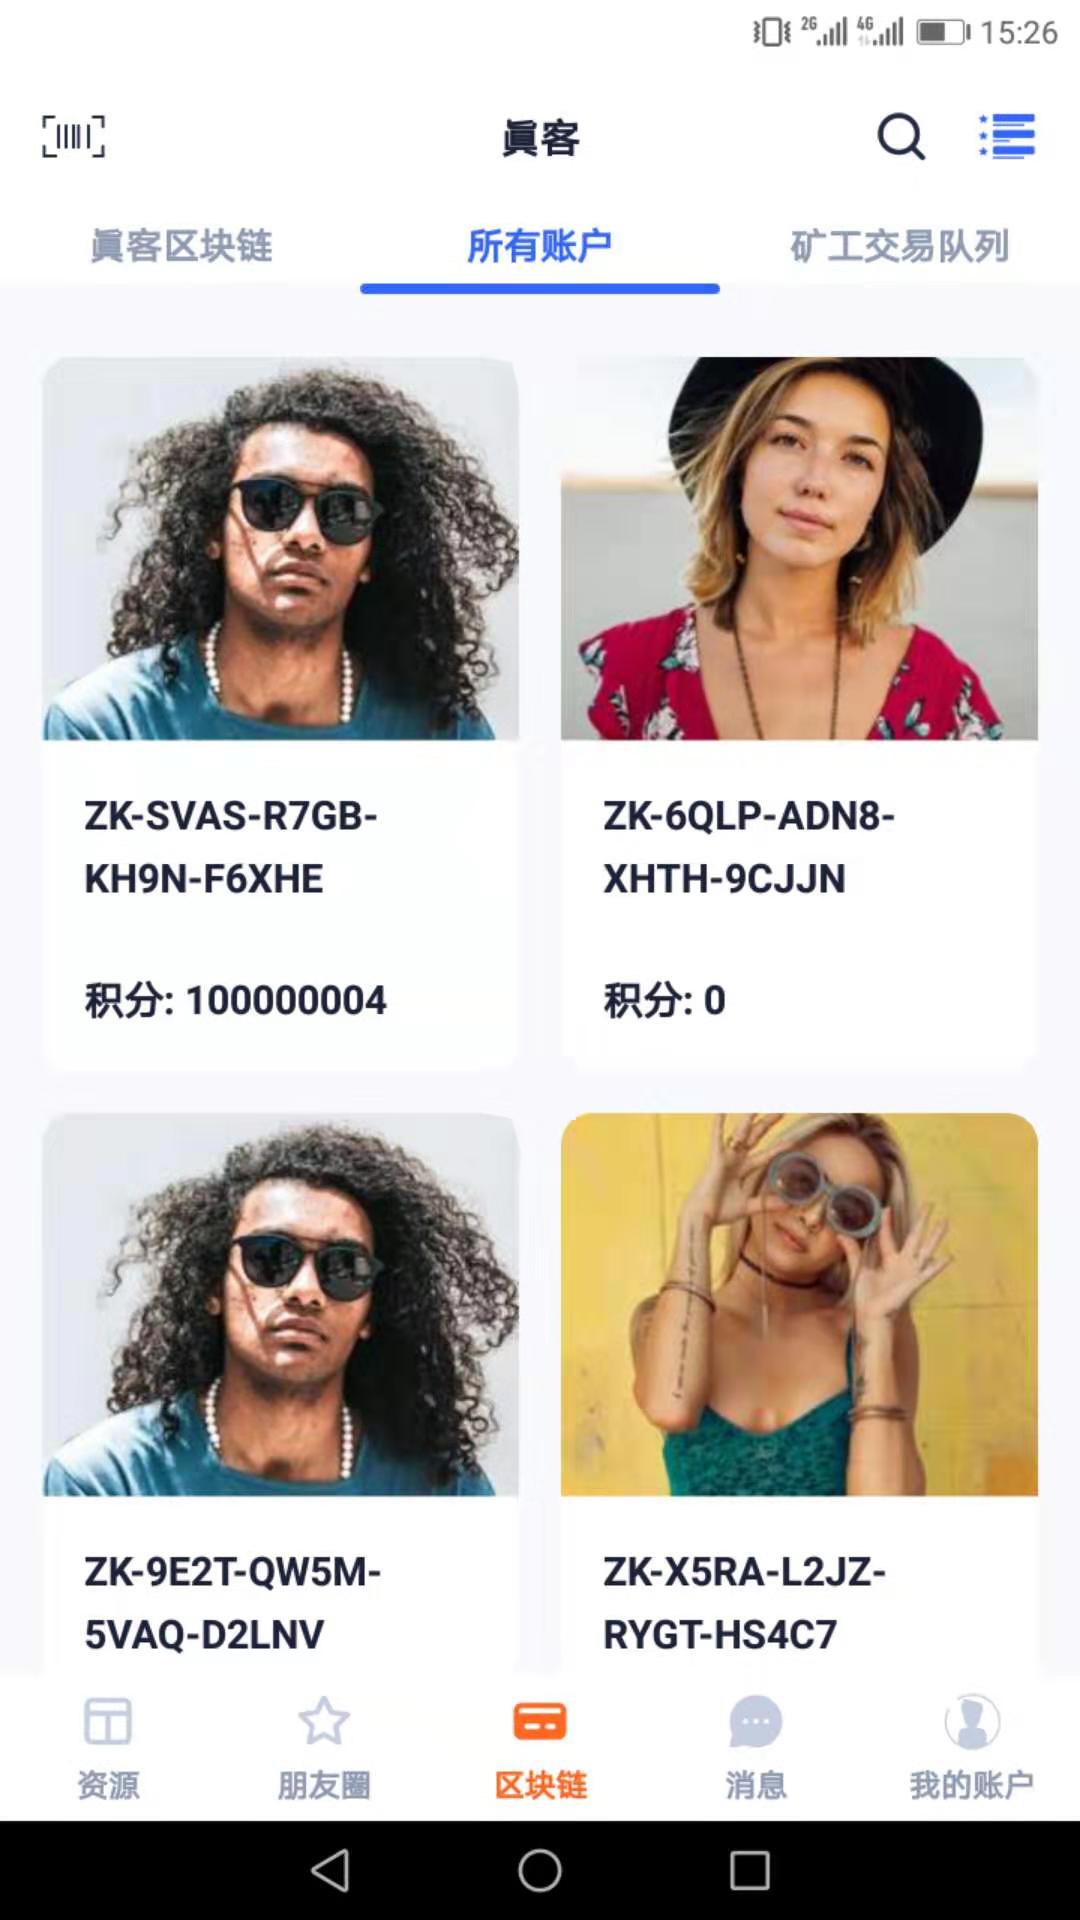 2G 4G 15:26
眞客
眞客区块链 所有账户 矿工交易队列
ZK-SVAS-R7GB-
KH9N-F6XHE
积分: 100000004
ZK-6QLP-ADN8-
XHTH-9CJJN
积分: 0
ZK-9E2T-QW5M-
5VAQ-D2LNV
ZK-X5RA-L2JZ-
RYGT-HS4C7
资源 朋友圈 区块链 消息 我的账户